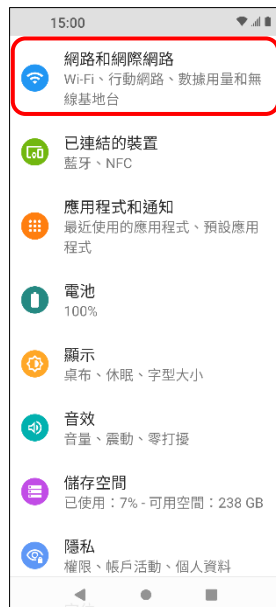 15:00
網路和網際網路
Wi-Fi、行動網路、數據用量和無
線基地台
已連結的裝置
藍牙、NFC
應用程式和通知
最近使用的應用程式、預設應用
程式
電池
100%
顯示
桌布、休眠、字型大小
音效
音量、震動、零打擾
儲存空間
已使用：7% - 可用空間：238 GB
隱私
權限、帳戶活動、個人資料